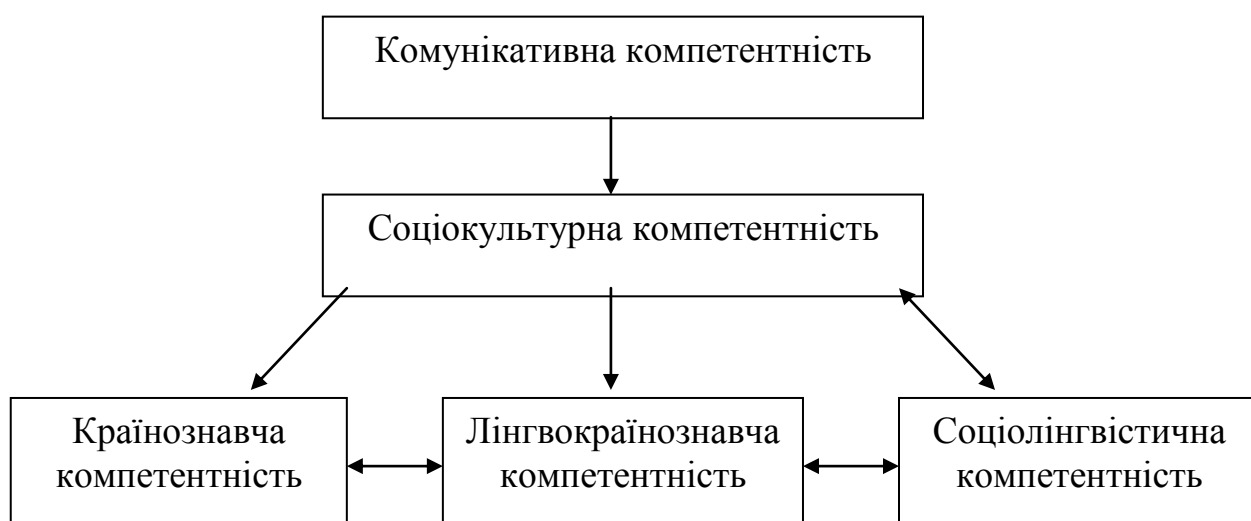 Комунікативна компетентність
Соціокультурна компетентність
Країнознавча
компетентність
Лінгвокраїнознавча
компетентність
Соціолінгвістична
компетентність